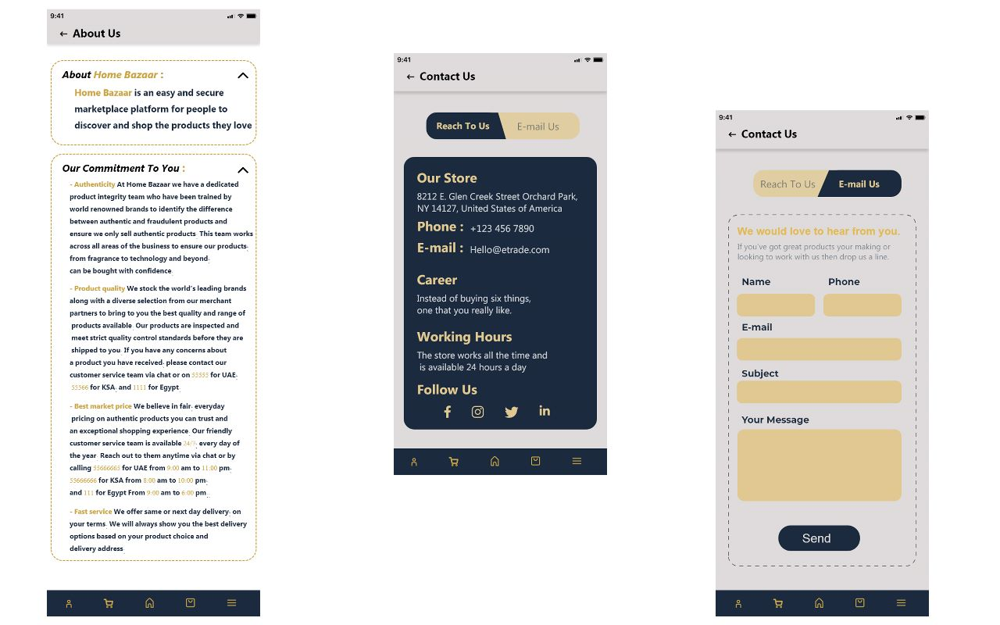 9:41
About Us
About Home Bazaar :
Home Bazaar is an easy and secure
marketplace platform for people to
discover and shop the products they love
Our Commitment To You :
- Authenticity At Home Bazaar we have a dedicated
product integrity team who have been trained by
world renowned brands to identify the difference
between authentic and fraudulent products and
ensure we only sell authentic products. This team works
across all areas of the business to ensure our products,
from fragrance to technology and beyond,
can be bought with confidence.
- Product quality We stock the world's leading brands
along with a diverse selection from our merchant
partners to bring to you the best quality and range of
products available. Our products are inspected and
meet strict quality control standards before they are
shipped to you. If you have any concerns about
a product you have received, please contact our
customer service team via chat or on 55555 for UAE,
55566 for KSA, and 1111 for Egypt.
- Best market price We believe in fair, everyday
pricing on authentic products you can trust and
an exceptional shopping experience. Our friendly
customer service team is available 24/7, every day of
the year. Reach out to them anytime via chat or by
calling 55666665 for UAE from 9:00 am to 11:00 pm,
55666666 for KSA from 8:00 am to 10:00 pm,
and 111 for Egypt From 9:00 am to 6:00 pm.
- Fast service We offer same or next day delivery, on
your terms. We will always show you the best delivery
options based on your product choice and
delivery address.
9:41
Contact Us
Reach To Us
E-mail Us
Our Store
8212 E. Glen Creek Street Orchard Park,
NY 14127, United States of America
Phone : +123 456 7890
E-mail : Hello@etrade.com
Career
Instead of buying six things,
one that you really like.
Working Hours
The store works all the time and
is available 24 hours a day
Follow Us
9:41
Contact Us
Reach To Us
E-mail Us
We would love to hear from you.
If you've got great products your making or
looking to work with us then drop us a line.
Name
Phone
E-mail
Subject
Your Message
Send